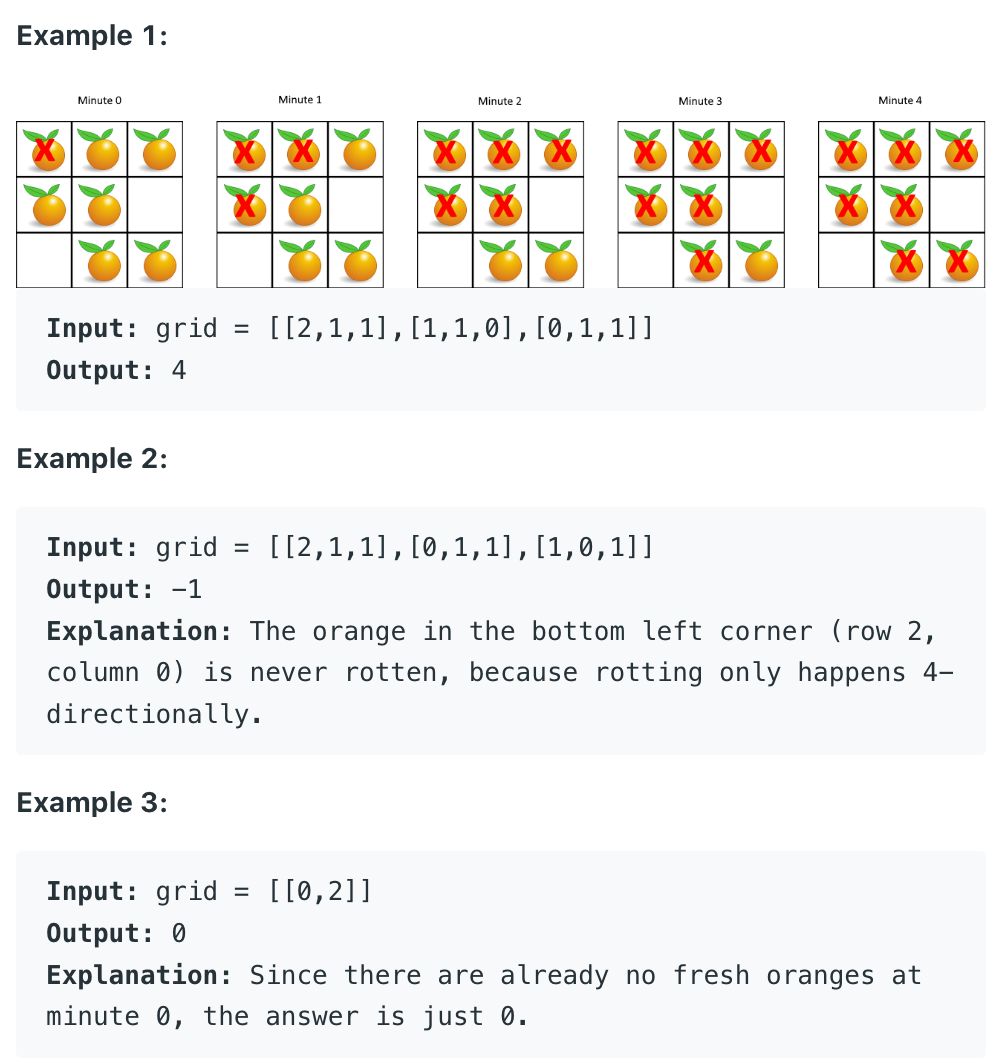 Example 1:
Minute 0 Minute 1 Minute 2 Minute 3 Minute 4
X X X X X X X X X X X
X X X X X X X
X X X
Input: grid = [[2,1,1],[1,1,0],[0,1,1]]
Output: 4
Example 2:
Input: grid = [[2,1,1],[0,1,1],[1,0,1]]
Output: −1
Explanation: The orange in the bottom left corner (row 2,
column 0) is never rotten, because rotting only happens 4−
directionally.
Example 3:
Input: grid = [[0,2]]
Output: 0
Explanation: Since there are already no fresh oranges at
minute 0, the answer is just 0.